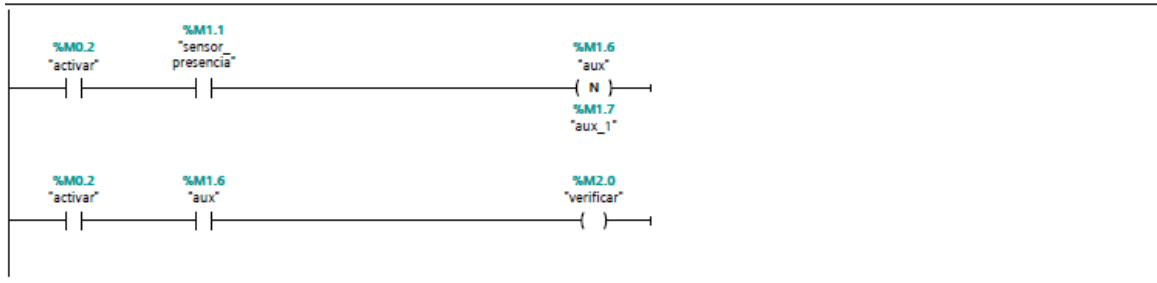 %M0.2
"activar"
%M1.1
"sensor_
presencia"
%M1.6
"aux"
N
%M1.7
"aux_1"
%M0.2
"activar"
%M1.6
"aux"
%M2.0
"verificar"